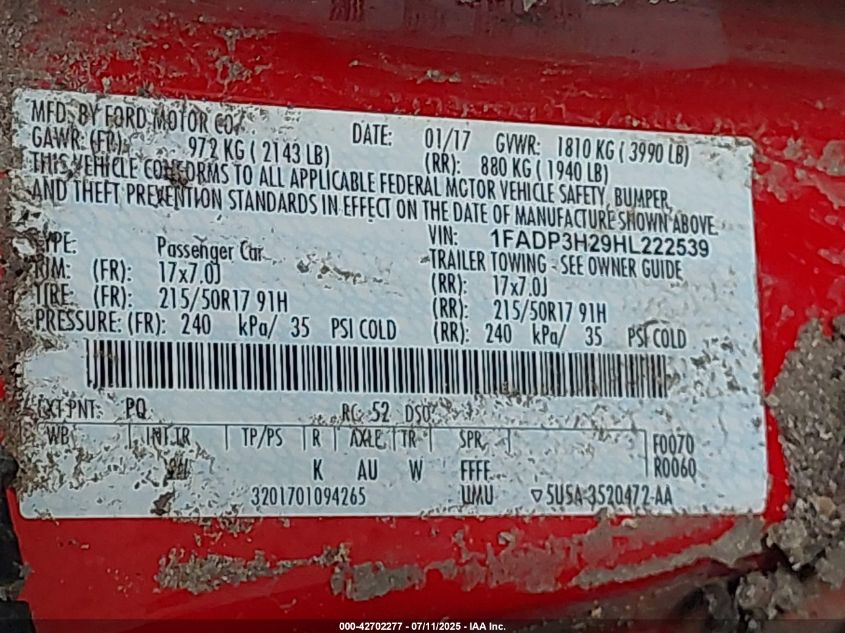 MFD. BY FORD MOTOR CO. DATE: 01/17 GVWR: 1810 KG ( 3990 LB)
GAWR: (FR) 972 KG ( 2143 LB) (RR): 880 KG ( 1940 LB)
THIS VEHICLE CONFORMS TO ALL APPLICABLE FEDERAL MOTOR VEHICLE SAFETY, BUMPER,
AND THEFT PREVENTION STANDARDS IN EFFECT ON THE DATE OF MANUFACTURE SHOWN ABOVE.
VIN: 1FADP3H29HL222539
TYPE: Passenger Car TRAILER TOWING - SEE OWNER GUIDE
RIM: (FR): 17x7.0J (RR): 17x7.0J
TIRE: (FR): 215/50R17 91H (RR): 215/50R17 91H
PRESSURE: (FR): 240 kPa/ 35 PSI COLD (RR): 240 kPa/ 35 PSI COLD
EXT PNT: PQ RC: 52 DSO:
WB INT TR TP/PS R AXLE TR SPR F0070
K AU W FFFF R0060
3201701094265 UMU ▽5U5A-3520472-AA
000-42702277 - 07/11/2025 - IAA Inc.